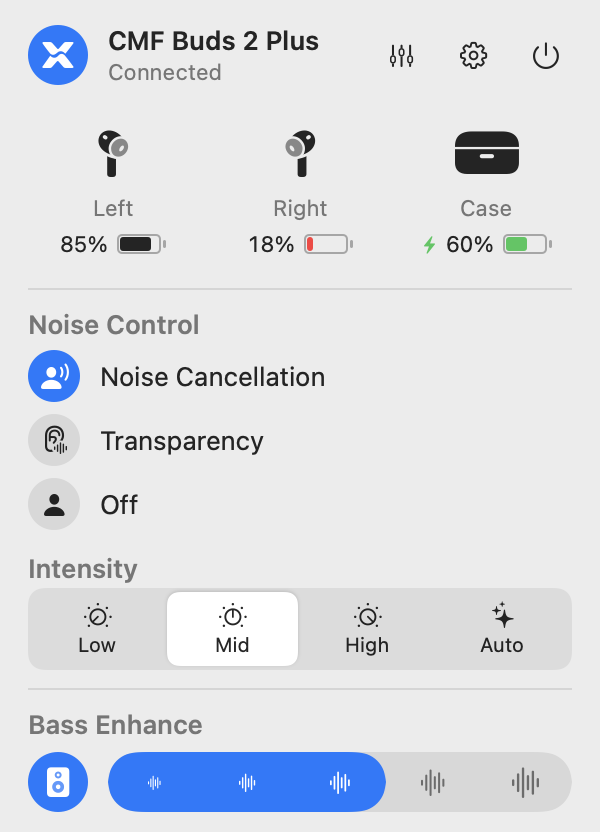 CMF Buds 2 Plus
Connected
Left Right Case
85% 18% 60%
Noise Control
Noise Cancellation
Transparency
Off
Intensity
Low Mid High Auto
Bass Enhance